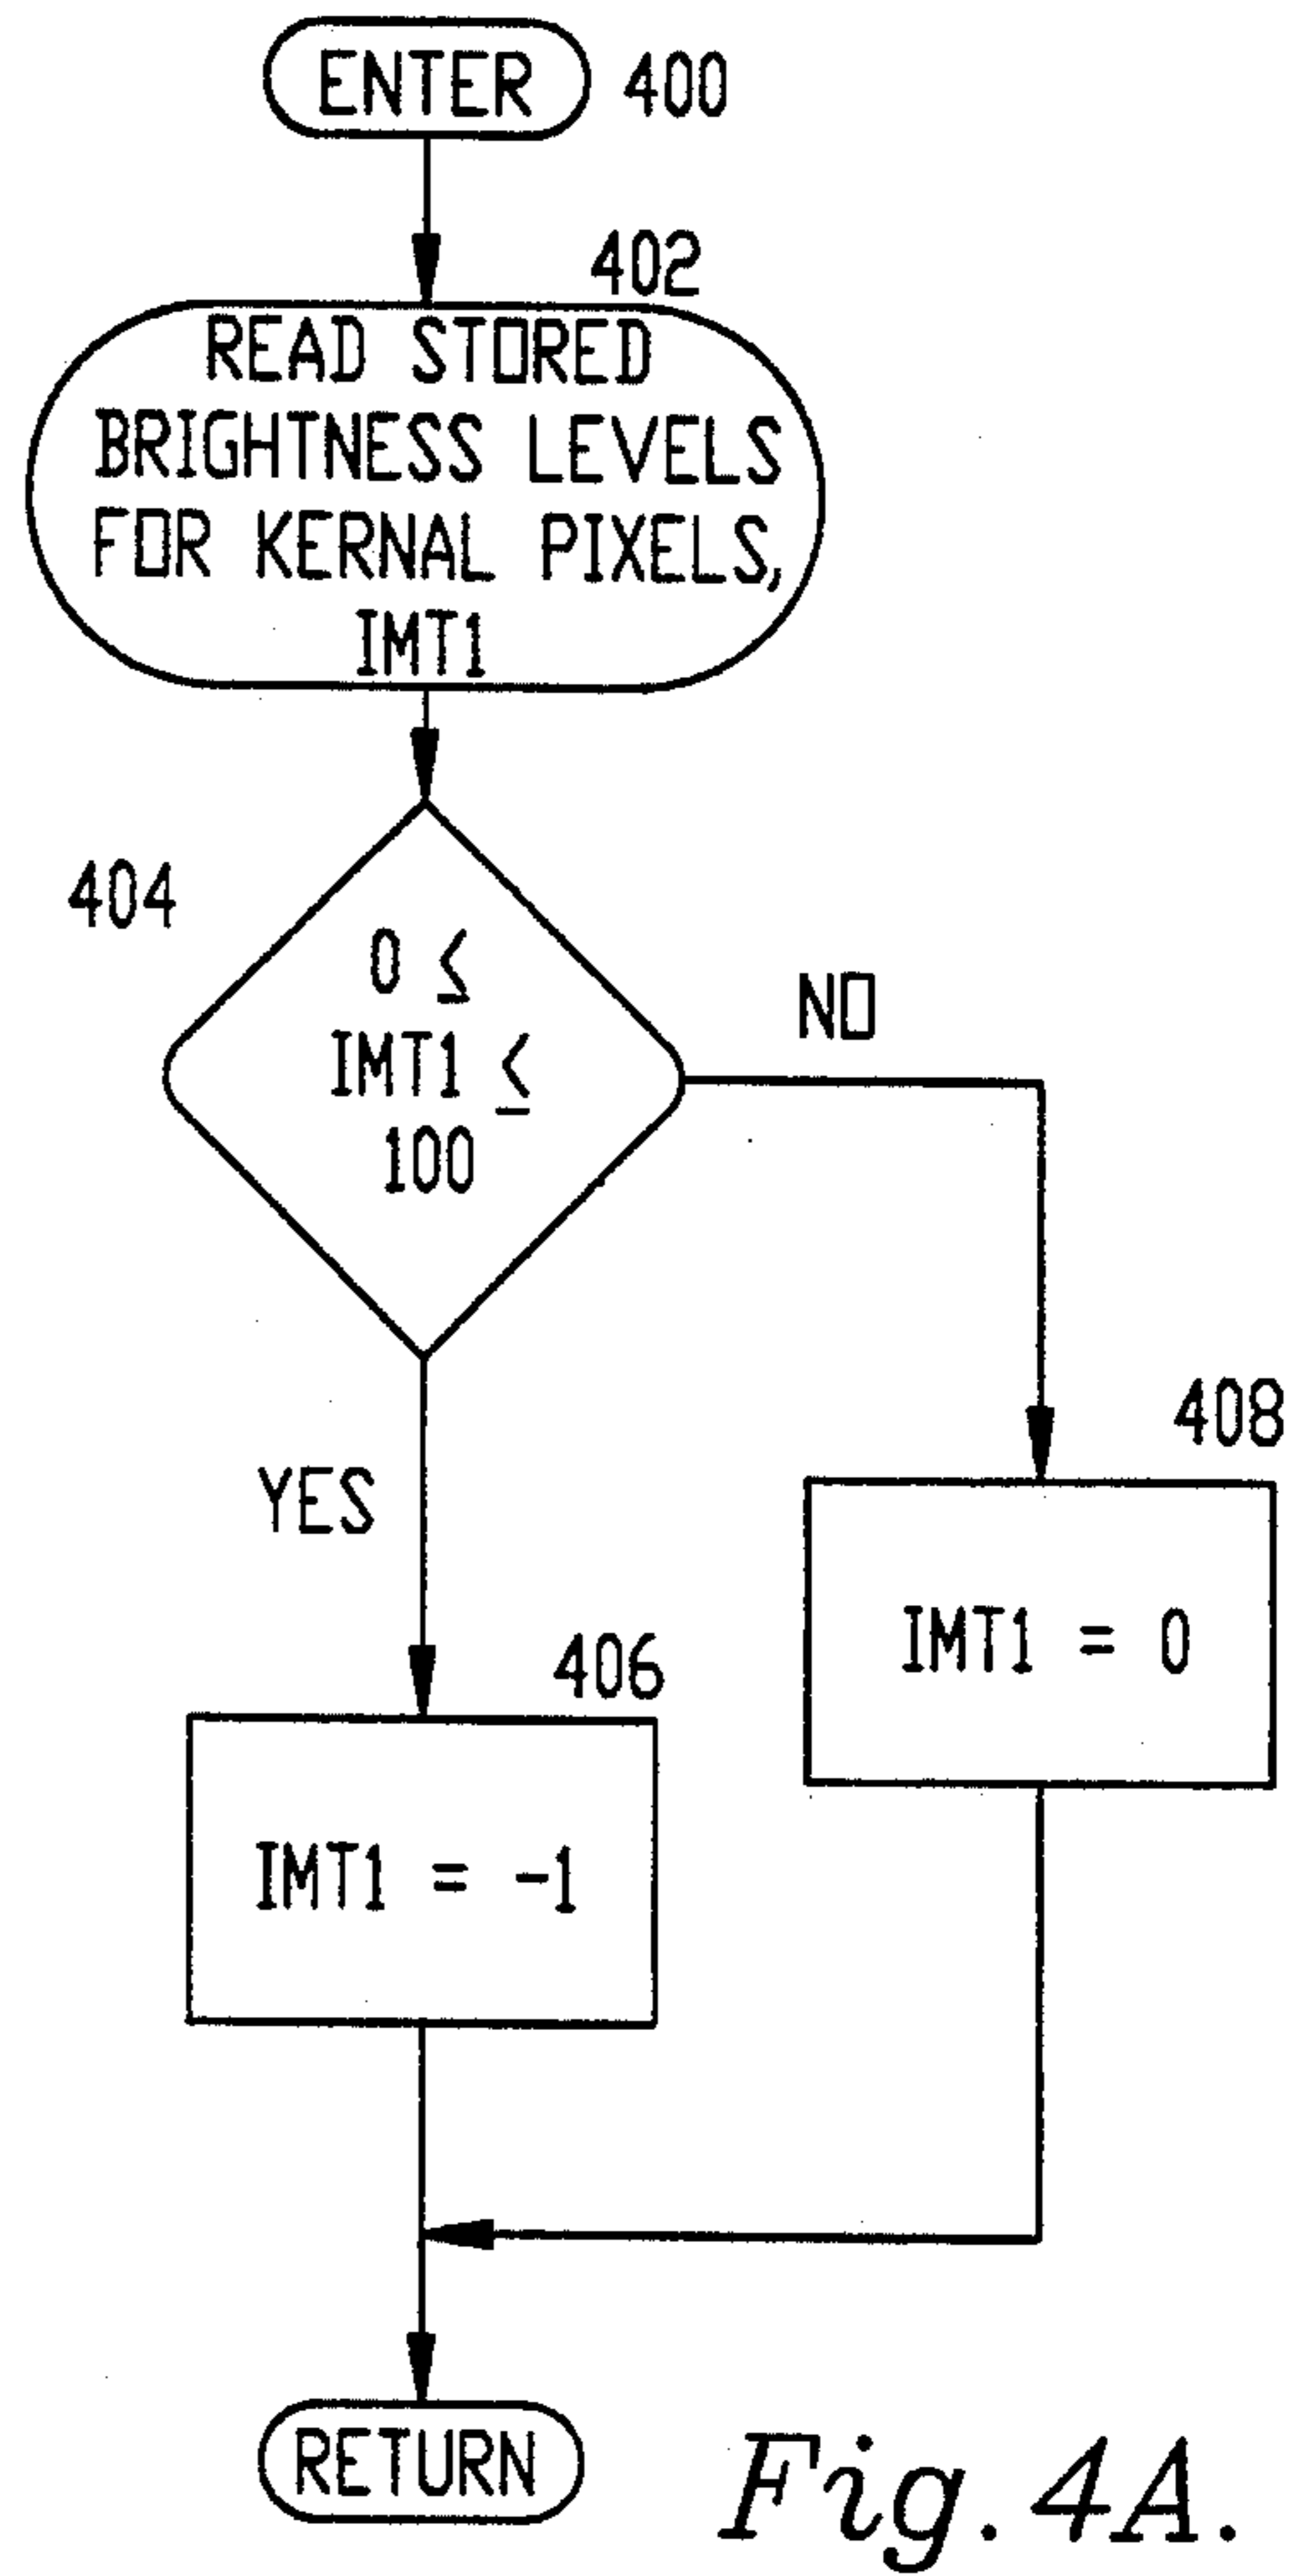 ENTER 400
402
READ STORED
BRIGHTNESS LEVELS
FOR KERNAL PIXELS,
IMT1
404
0 ≤
IMT1 ≤
100
NO
YES
408
IMT1 = 0
406
IMT1 = -1
RETURN
Fig. 4A.